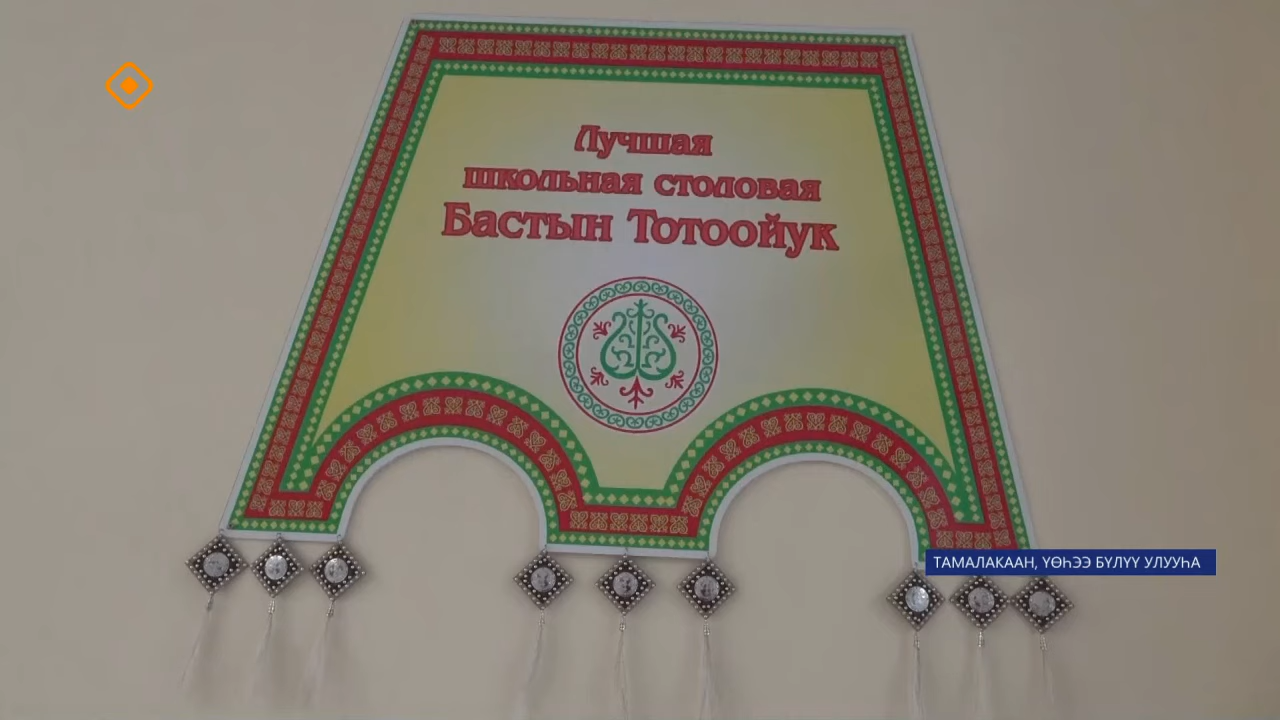 Лучшая
школьная столовая
Бастын Тотоойук
ТАМАЛАКААН, ҮӨҺЭЭ БҮЛҮҮ УЛУУҺА